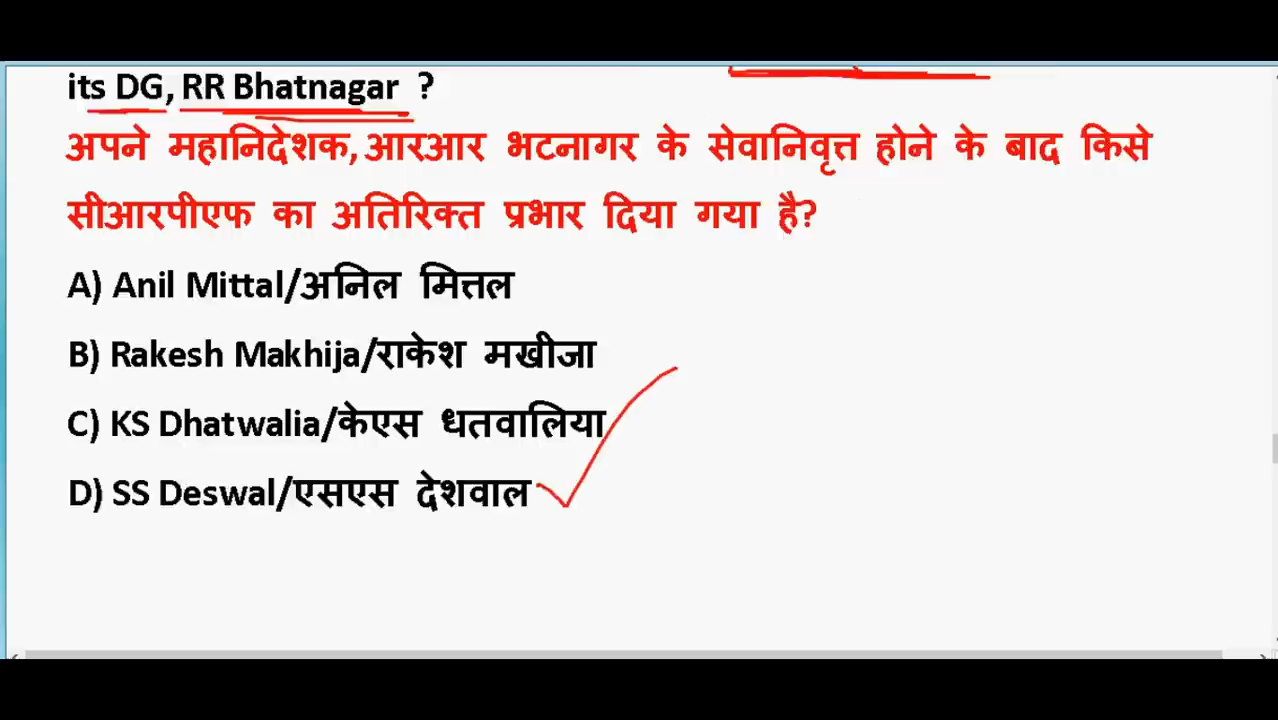 its DG, RR Bhatnagar ?
अपने महानिदेशक,आरआर भटनागर के सेवानिवृत्त होने के बाद किसे
सीआरपीएफ का अतिरिक्त प्रभार दिया गया है?
A) Anil Mittal/अनिल मित्तल
B) Rakesh Makhija/राकेश मखीजा
C) KS Dhatwalia/केएस धतवालिया
D) SS Deswal/एसएस देशवाल